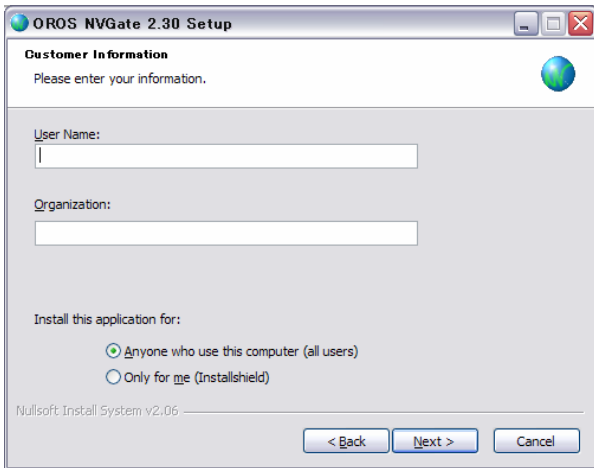 OROS NVGate 2.30 Setup
Customer Information
Please enter your information.
User Name:
Organization:
Install this application for:
Anyone who use this computer (all users)
Only for me (Installshield)
Nullsoft Install System v2.06
< Back Next > Cancel